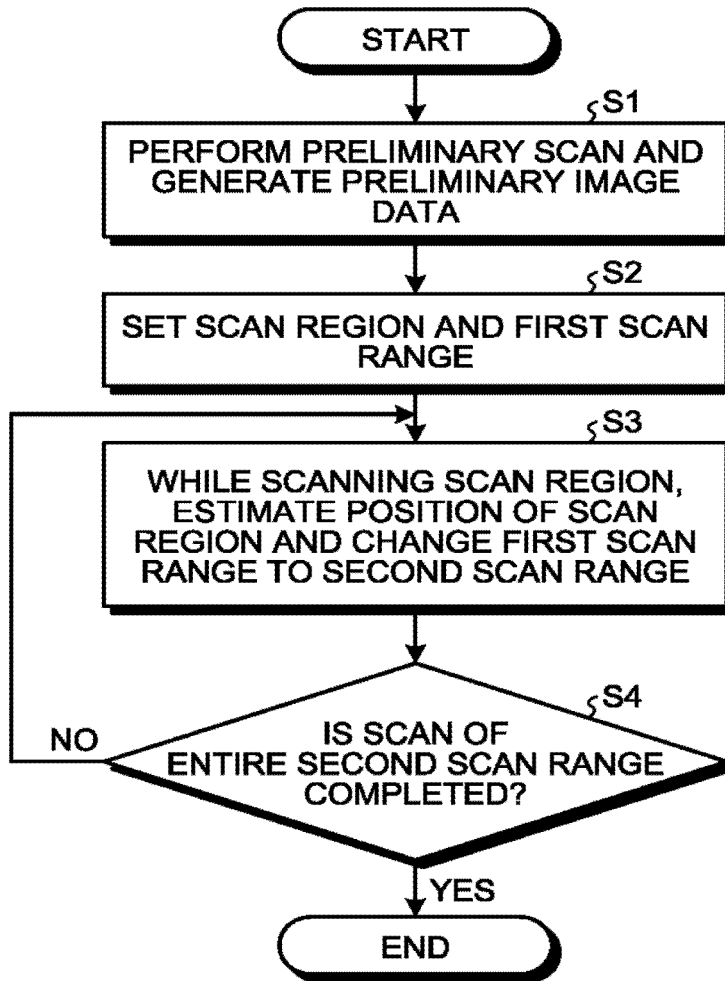 START
S1
PERFORM PRELIMINARY SCAN AND
GENERATE PRELIMINARY IMAGE
DATA
S2
SET SCAN REGION AND FIRST SCAN
RANGE
S3
WHILE SCANNING SCAN REGION,
ESTIMATE POSITION OF SCAN
REGION AND CHANGE FIRST SCAN
RANGE TO SECOND SCAN RANGE
S4
NO
IS SCAN OF
ENTIRE SECOND SCAN RANGE
COMPLETED?
YES
END